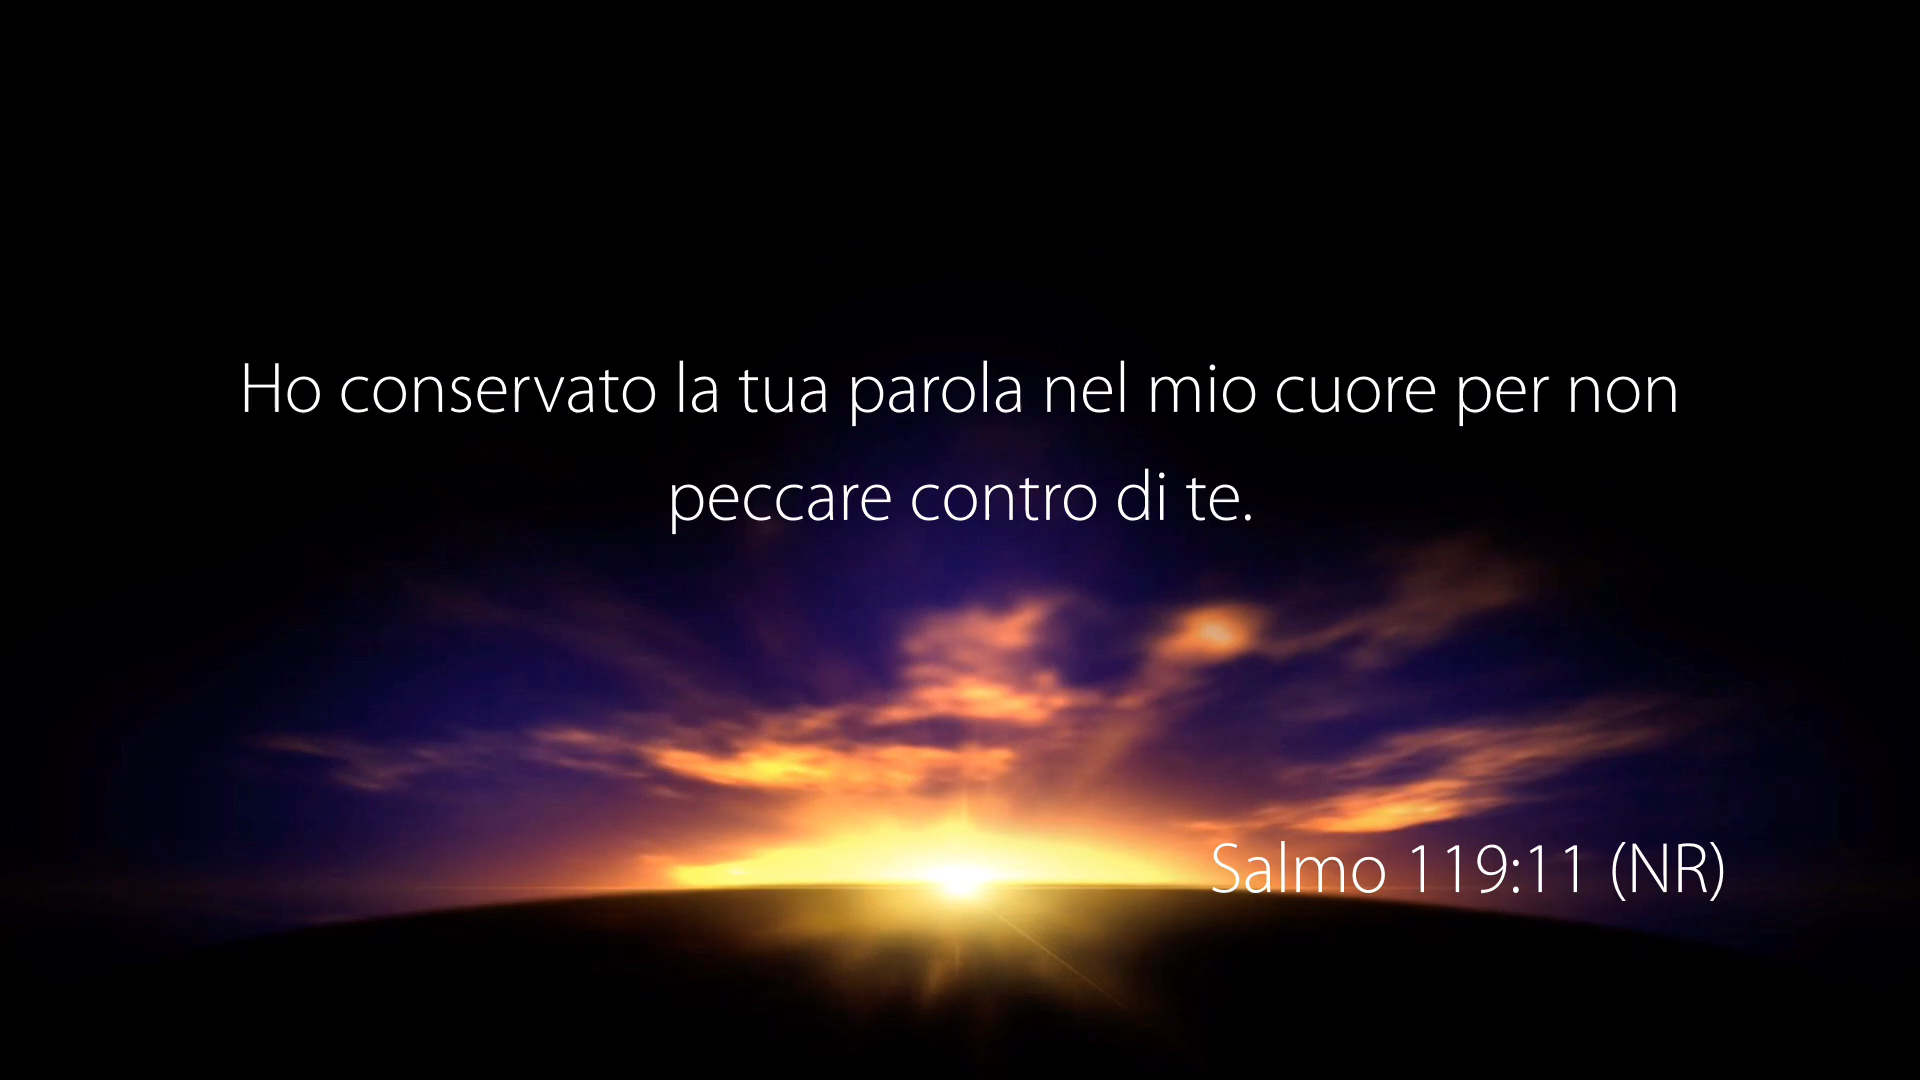 Ho conservato la tua parola nel mio cuore per non
peccare contro di te.
Salmo 119:11 (NR)